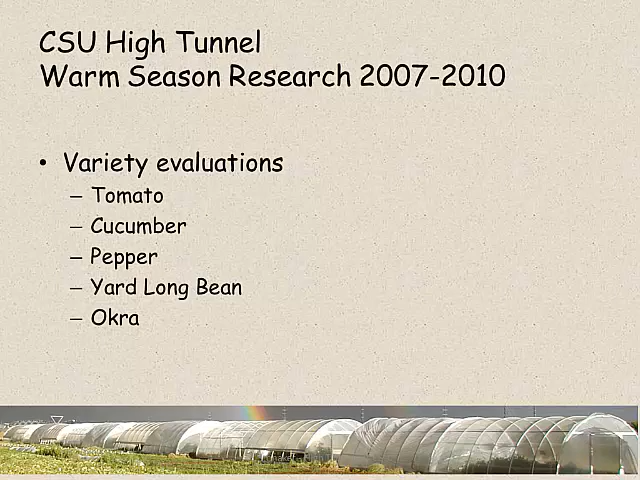 CSU High Tunnel
Warm Season Research 2007-2010
• Variety evaluations
– Tomato
– Cucumber
– Pepper
– Yard Long Bean
– Okra